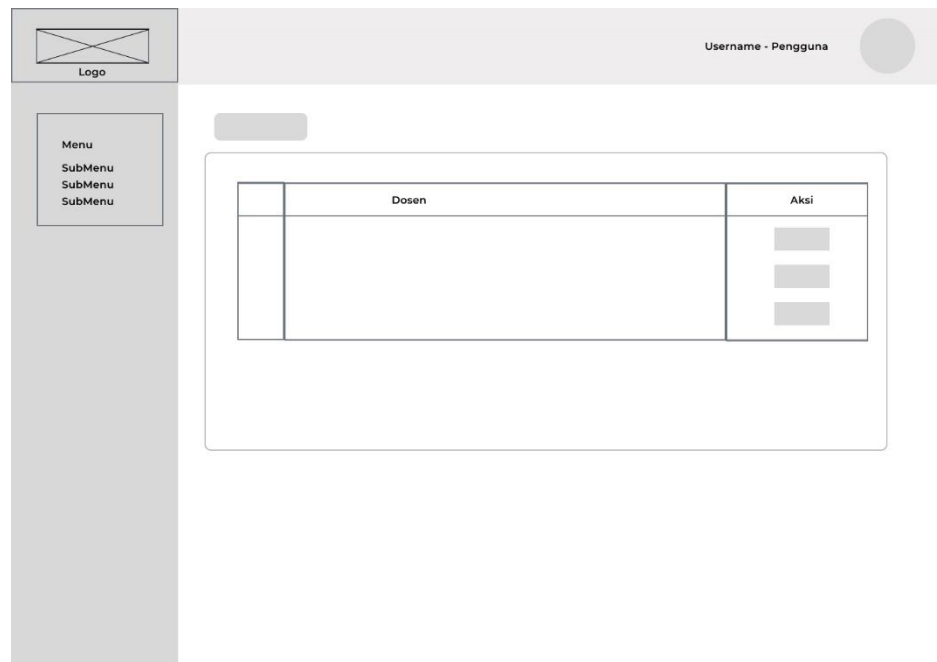 Logo
Username - Pengguna
Menu
SubMenu
SubMenu
SubMenu
Dosen
Aksi